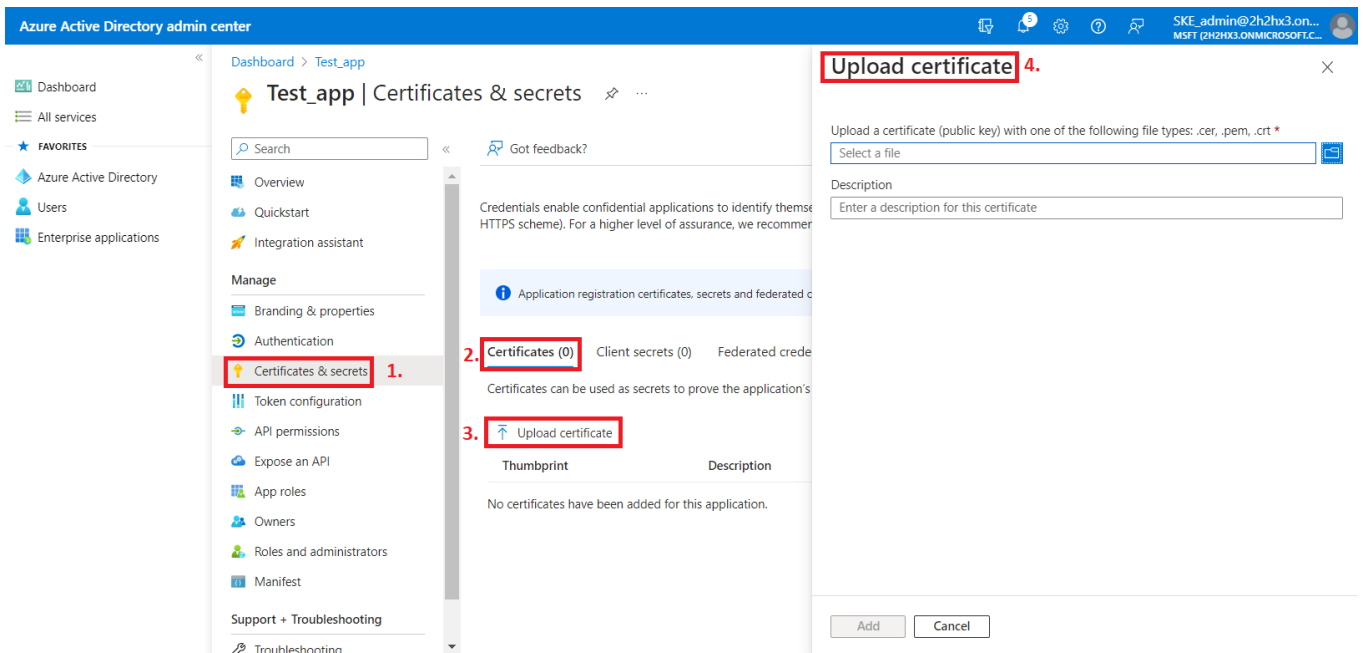 Azure Active Directory admin center
5
SKE_admin@2h2hx3.on...
MSFT (2H2HX3.ONMICROSOFT.C...
«
Dashboard
All services
FAVORITES
Azure Active Directory
Users
Enterprise applications
Dashboard > Test_app
Test_app | Certificates & secrets ...
Search
«
Overview
Quickstart
Integration assistant
Manage
Branding & properties
Authentication
Certificates & secrets 1.
Token configuration
API permissions
Expose an API
App roles
Owners
Roles and administrators
Manifest
Support + Troubleshooting
Troubleshooting
Got feedback?
Credentials enable confidential applications to identify themse
HTTPS scheme). For a higher level of assurance, we recommer
Application registration certificates, secrets and federated c
2. Certificates (0) Client secrets (0) Federated crede
Certificates can be used as secrets to prove the application's
3. Upload certificate
Thumbprint Description
No certificates have been added for this application.
Upload certificate 4.
Upload a certificate (public key) with one of the following file types: .cer, .pem, .crt *
Select a file
Description
Enter a description for this certificate
Add Cancel